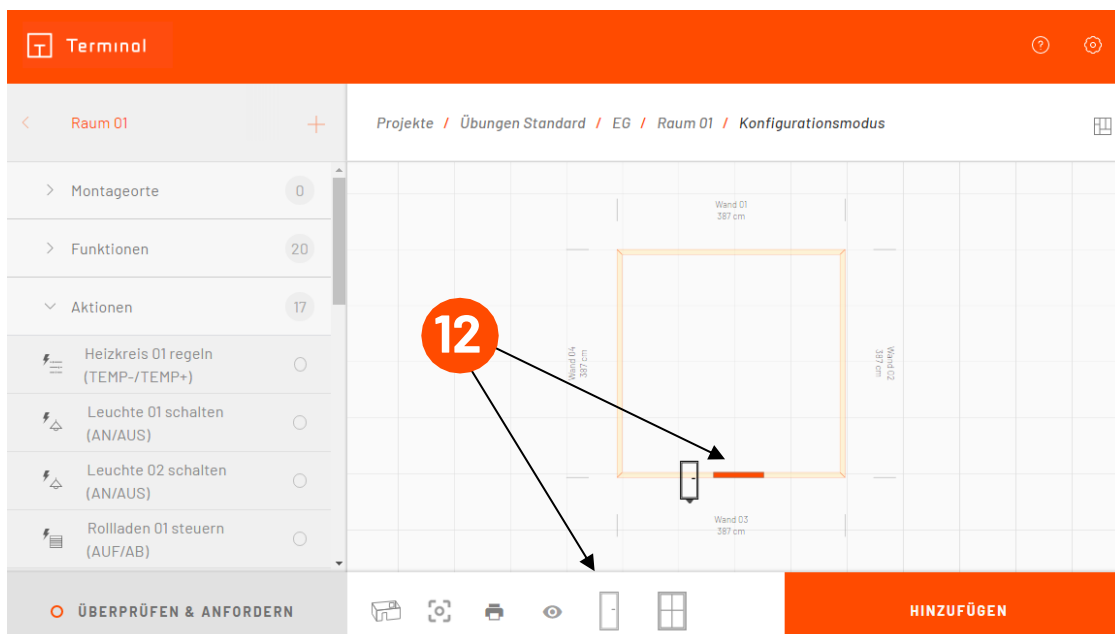 Terminal
Raum 01
Projekte / Übungen Standard / EG / Raum 01 / Konfigurationsmodus
Montageorte 0
Funktionen 20
Aktionen 17
Heizkreis 01 regeln
(TEMP-/TEMP+)
Leuchte 01 schalten
(AN/AUS)
Leuchte 02 schalten
(AN/AUS)
Rollladen 01 steuern
(AUF/AB)
ÜBERPRÜFEN & ANFORDERN
Wand 01
387 cm
12
Wand 04
387 cm
Wand 02
387 cm
Wand 03
387 cm
HINZUFÜGEN